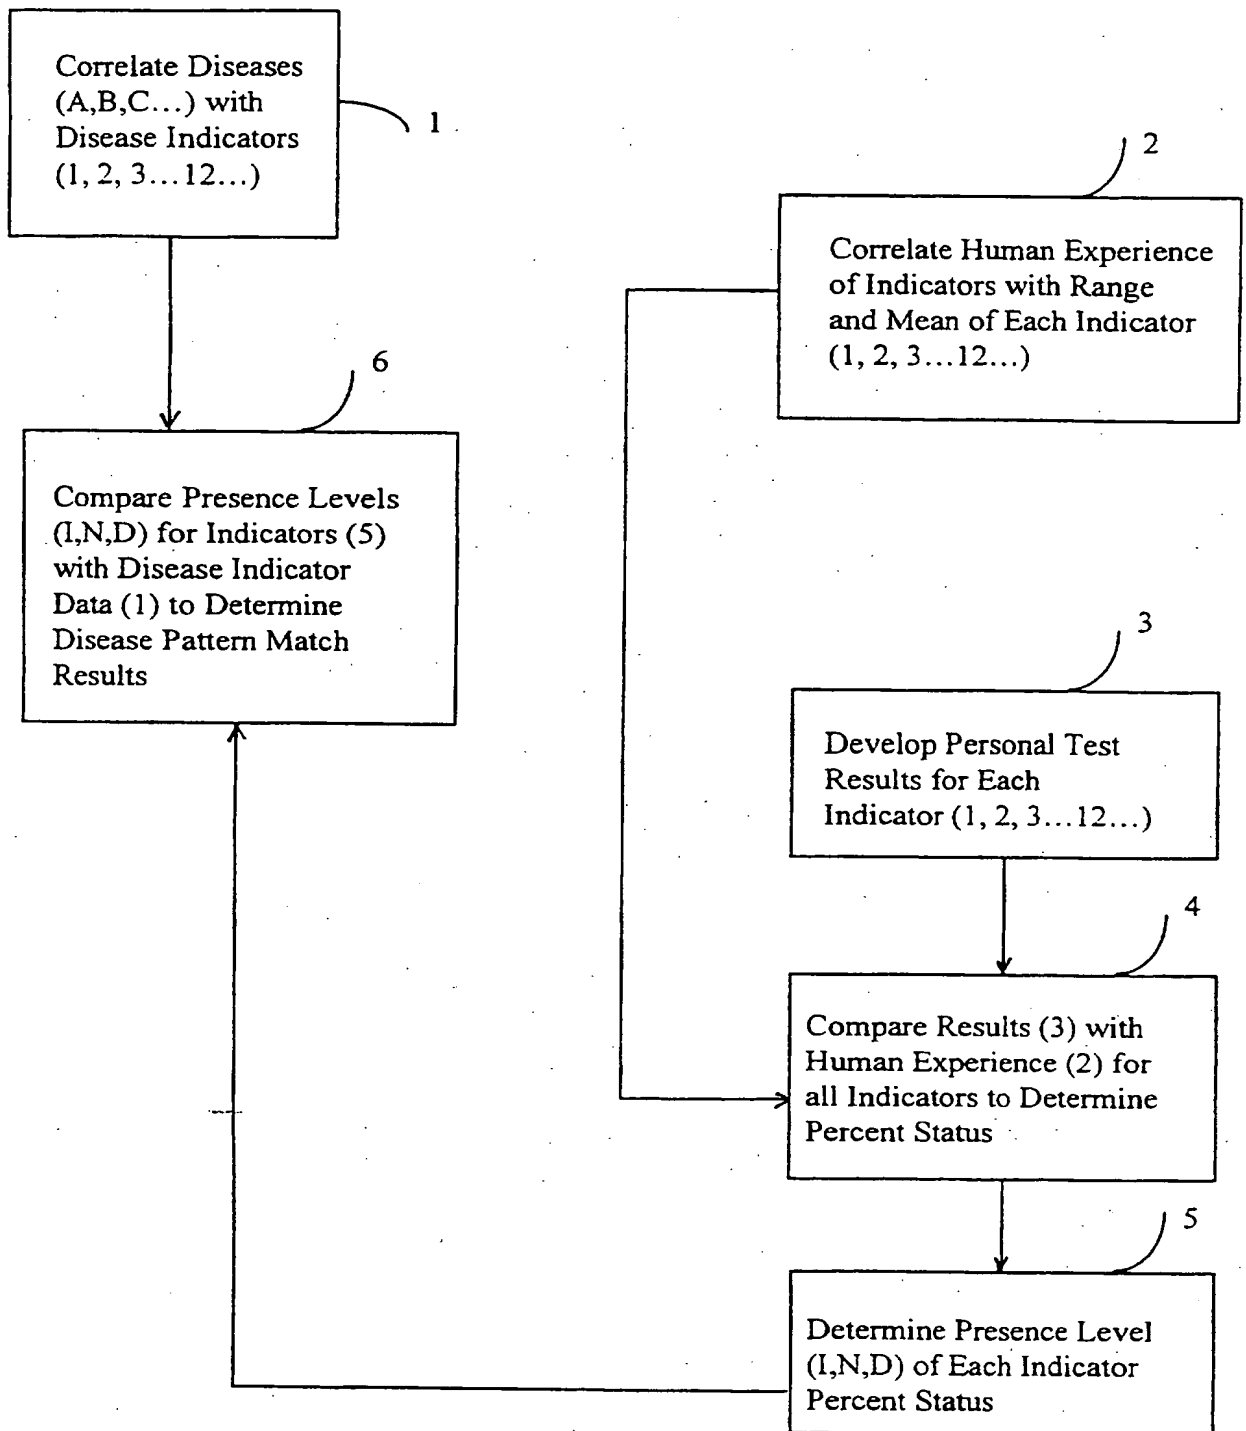 Correlate Diseases
(A,B,C...) with
Disease Indicators
(1, 2, 3...12...)
1
2
Correlate Human Experience
of Indicators with Range
and Mean of Each Indicator
(1, 2, 3...12...)
6
Compare Presence Levels
(I,N,D) for Indicators (5)
with Disease Indicator
Data (1) to Determine
Disease Pattern Match
Results
3
Develop Personal Test
Results for Each
Indicator (1, 2, 3...12...)
4
Compare Results (3) with
Human Experience (2) for
all Indicators to Determine
Percent Status
5
Determine Presence Level
(I,N,D) of Each Indicator
Percent Status